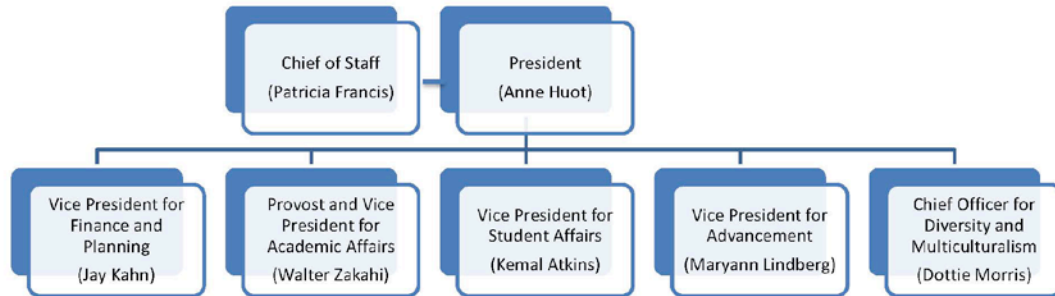 Chief of Staff
(Patricia Francis)
President
(Anne Huot)
Vice President for
Finance and
Planning
(Jay Kahn)
Provost and Vice
President for
Academic Affairs
(Walter Zakahi)
Vice President for
Student Affairs
(Kemal Atkins)
Vice President for
Advancement
(Maryann Lindberg)
Chief Officer for
Diversity and
Multiculturalism
(Dottie Morris)